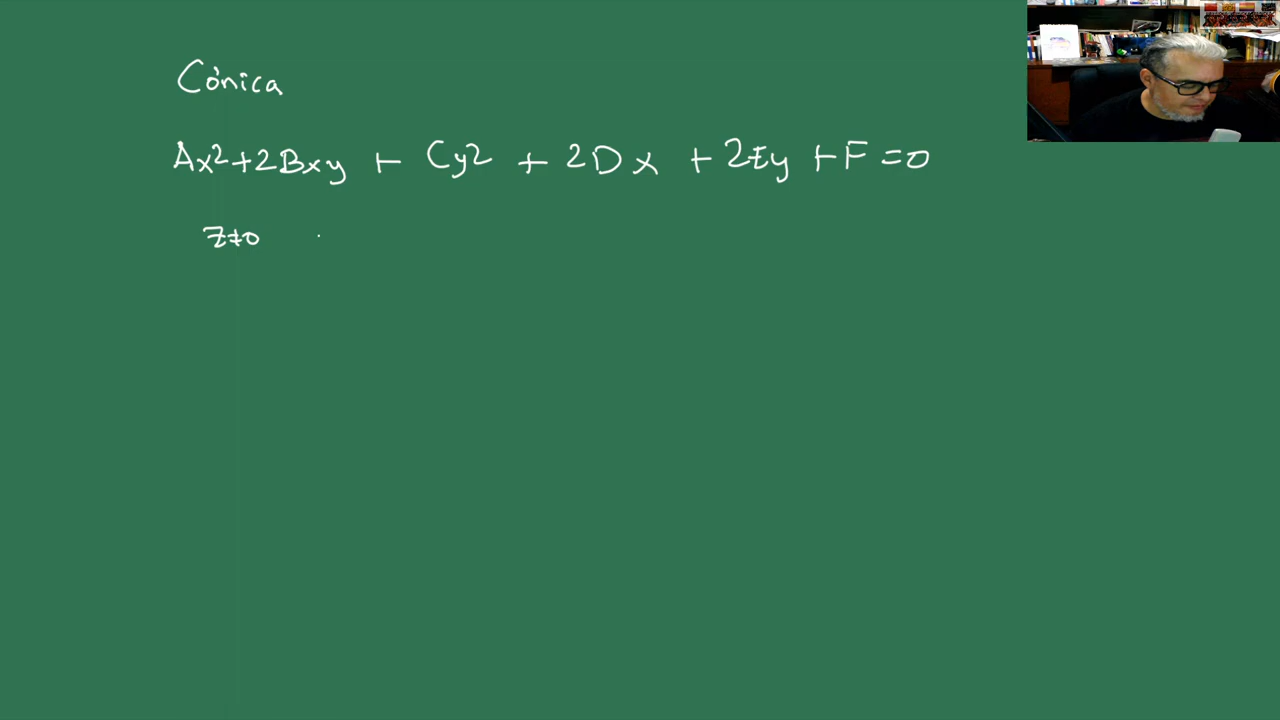 Cónica
Ax²+2Bxy + Cy² + 2Dx + 2Ey + F = 0
z≠0